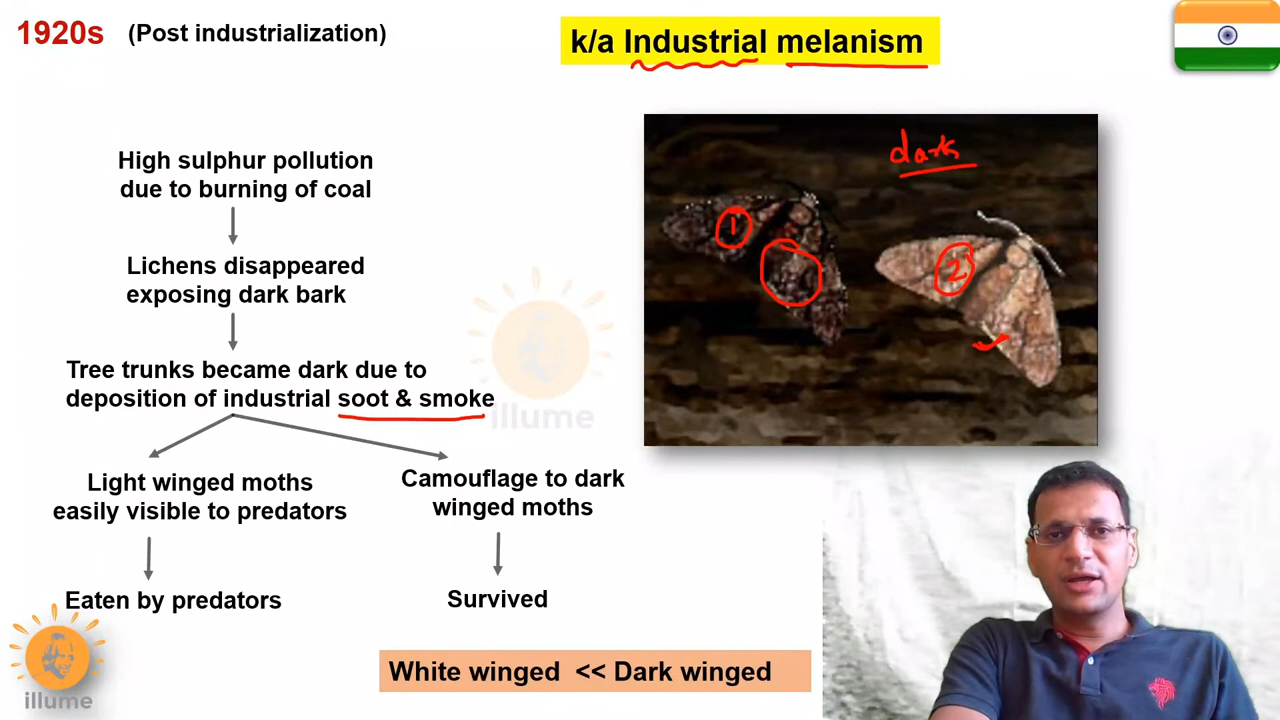 1920s (Post industrialization)
k/a Industrial melanism
High sulphur pollution
due to burning of coal
Lichens disappeared
exposing dark bark
Tree trunks became dark due to
deposition of industrial soot & smoke
Light winged moths
easily visible to predators
Camouflage to dark
winged moths
Eaten by predators
Survived
White winged << Dark winged
dark
1
2
illume
illume